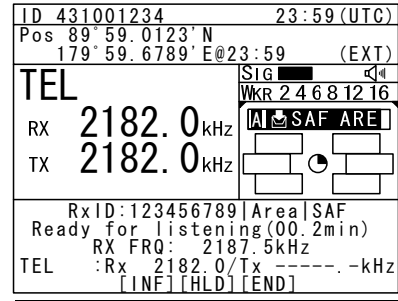 ID 431001234 23:59(UTC)
Pos 89°59.0123'N
179°59.6789'E@23:59 (EXT)
TEL
SIG
RX 2182.0kHz
WKR 2 4 6 8 12 16
A SAF ARE
TX 2182.0kHz
RxID:123456789|Area|SAF
Ready for listening(00.2min)
RX FRQ: 2187.5kHz
TEL :Rx 2182.0/Tx -----.-kHz
[INF][HLD][END]